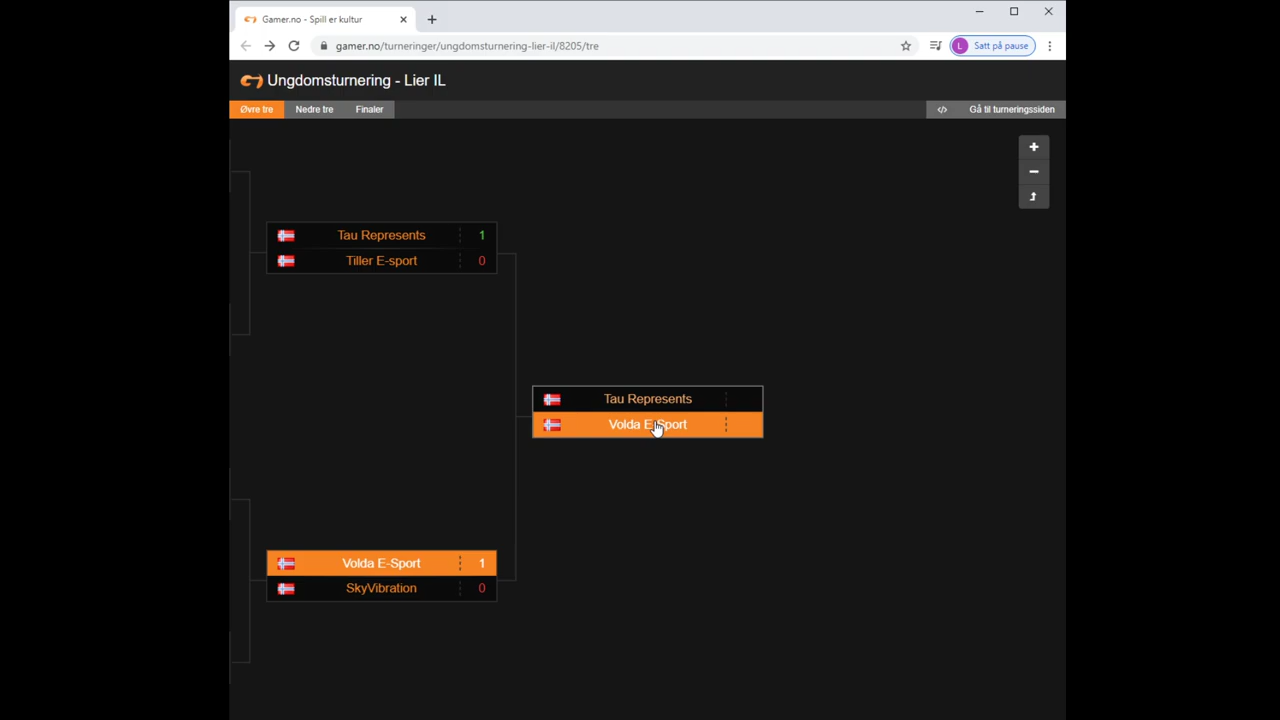 Gamer.no - Spill er kultur
gamer.no/turneringer/ungdomsturnering-lier-il/8205/tre
L Satt på pause
Ungdomsturnering - Lier IL
Øvre tre Nedre tre Finaler </> Gå til turneringssiden
+
−
Tau Represents 1
Tiller E-sport 0
Tau Represents
Volda E-Sport
Volda E-Sport 1
SkyVibration 0